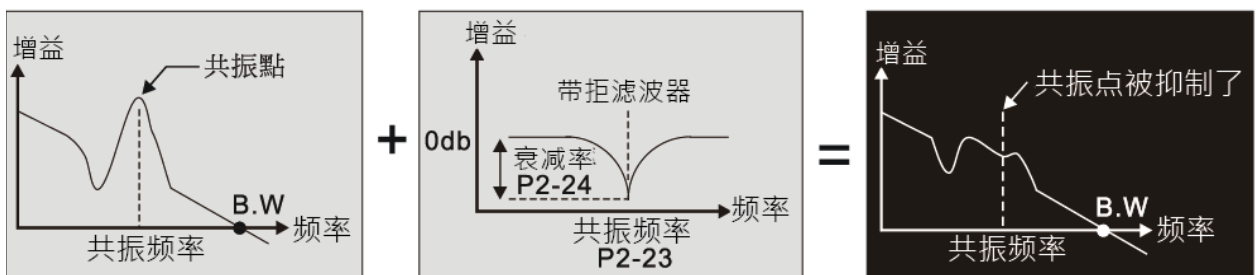 增益
共振點
B.W
频率
共振频率
+
增益
带拒滤波器
0db
衰减率
P2-24
频率
共振频率
P2-23
=
增益
共振点被抑制了
B.W
频率
共振频率